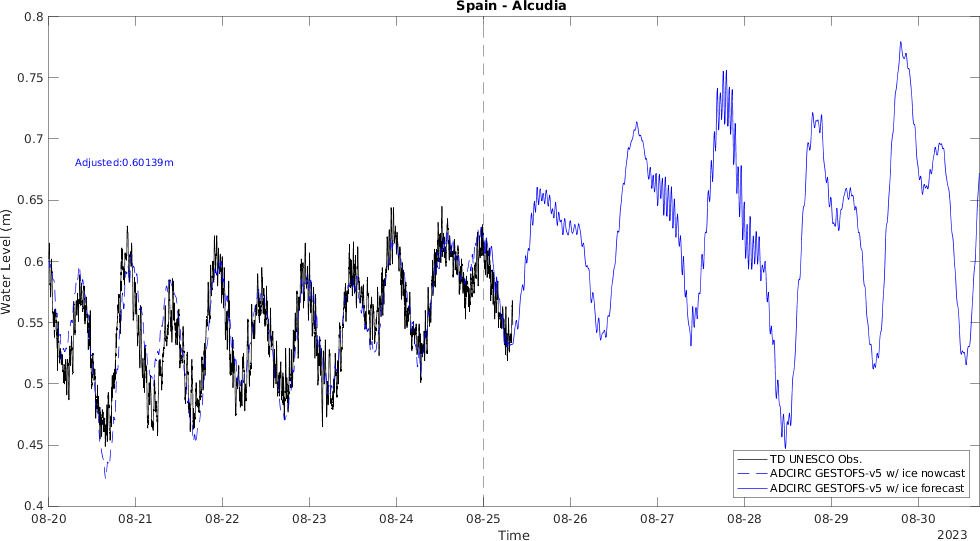 Spain - Alcudia
0.8
0.75
0.7
0.65
0.6
0.55
0.5
0.45
0.4
Water Level (m)
Adjusted:0.60139m
TD UNESCO Obs.
ADCIRC GESTOFS-v5 w/ ice nowcast
ADCIRC GESTOFS-v5 w/ ice forecast
08-20 08-21 08-22 08-23 08-24 08-25 08-26 08-27 08-28 08-29 08-30
Time
2023